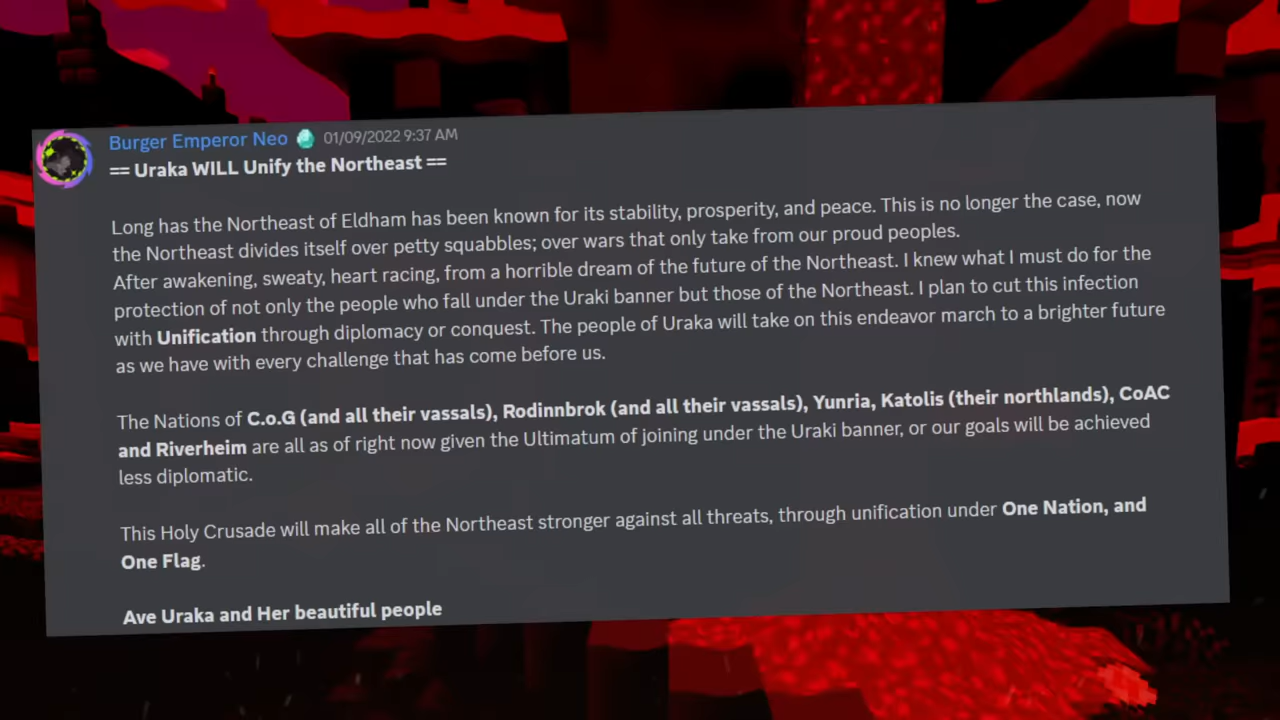 Burger Emperor Neo 01/09/2022 9:37 AM
== Uraka WILL Unify the Northeast ==
Long has the Northeast of Eldham has been known for its stability, prosperity, and peace. This is no longer the case, now
the Northeast divides itself over petty squabbles; over wars that only take from our proud peoples.
After awakening, sweaty, heart racing, from a horrible dream of the future of the Northeast. I knew what I must do for the
protection of not only the people who fall under the Uraki banner but those of the Northeast. I plan to cut this infection
with Unification through diplomacy or conquest. The people of Uraka will take on this endeavor march to a brighter future
as we have with every challenge that has come before us.
The Nations of C.o.G (and all their vassals), Rodinnbrok (and all their vassals), Yunria, Katolis (their northlands), CoAC
and Riverheim are all as of right now given the Ultimatum of joining under the Uraki banner, or our goals will be achieved
less diplomatic.
This Holy Crusade will make all of the Northeast stronger against all threats, through unification under One Nation, and
One Flag.
Ave Uraka and Her beautiful people